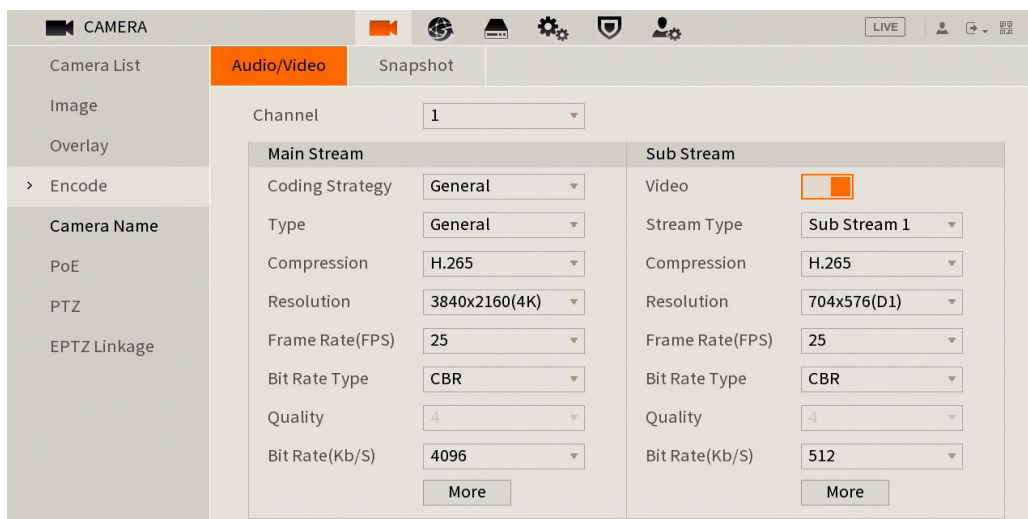 CAMERA LIVE
Camera List
Audio/Video Snapshot
Image
Channel 1
Overlay
Main Stream Sub Stream
> Encode
Coding Strategy General Video
Camera Name
Type General Stream Type Sub Stream 1
PoE
Compression H.265 Compression H.265
PTZ
Resolution 3840x2160(4K) Resolution 704x576(D1)
EPTZ Linkage
Frame Rate(FPS) 25 Frame Rate(FPS) 25
Bit Rate Type CBR Bit Rate Type CBR
Quality 4 Quality 4
Bit Rate(Kb/S) 4096 Bit Rate(Kb/S) 512
More More